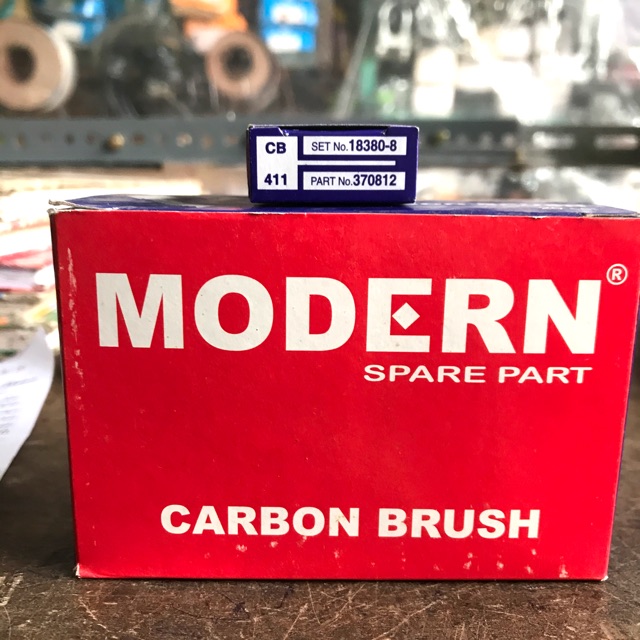 CB SET No.18380-8
411 PART No.370812
MODERN®
SPARE PART
CARBON BRUSH